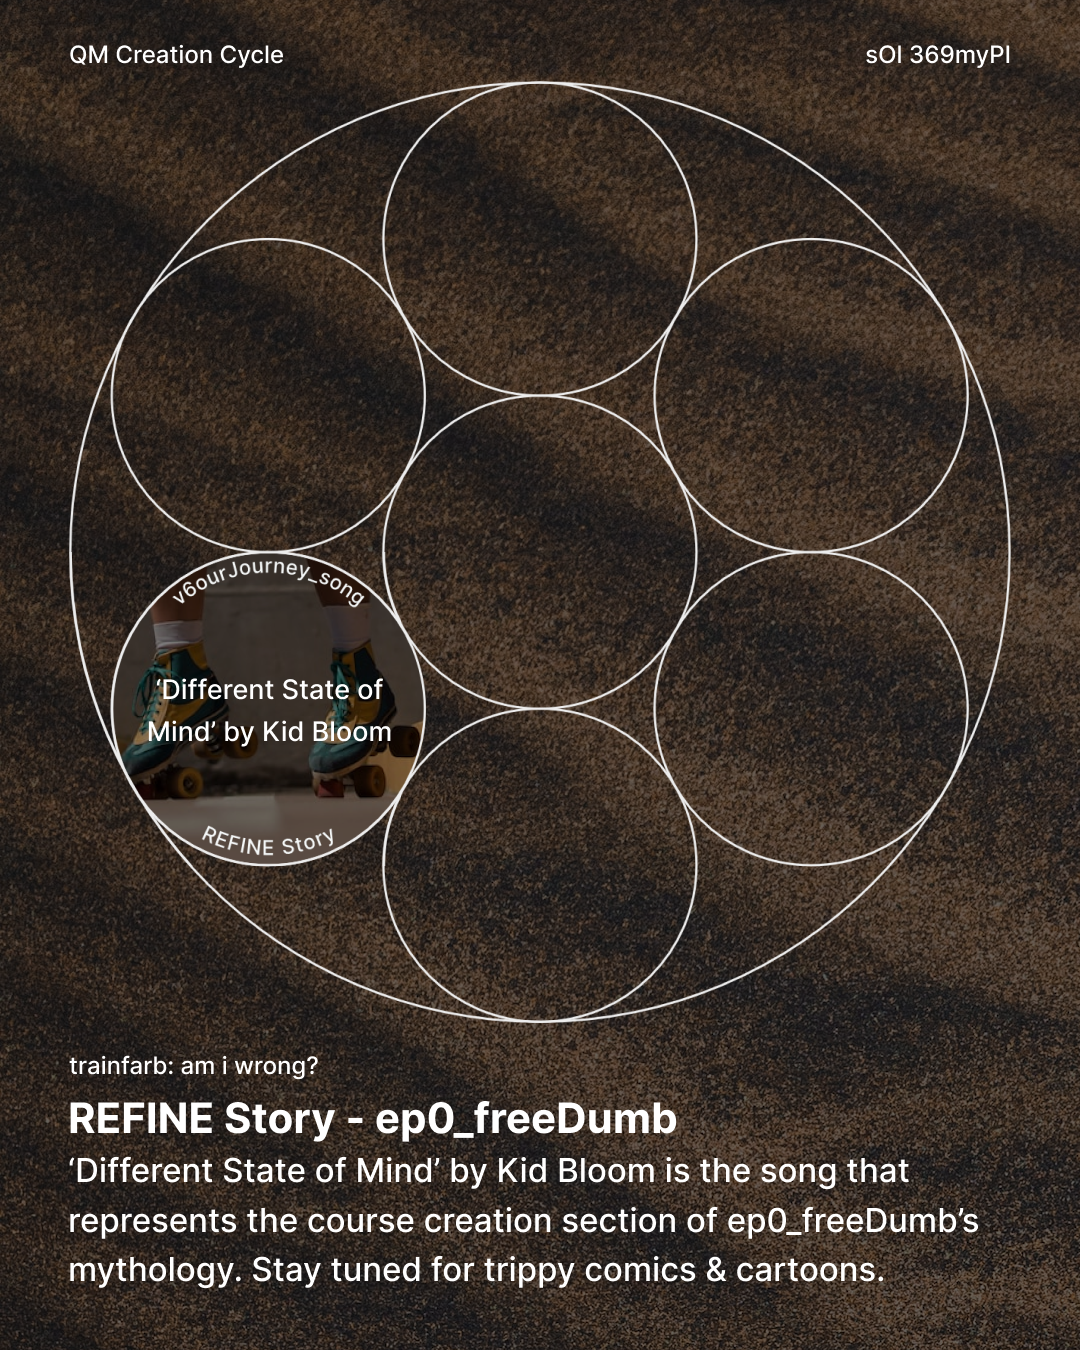 QM Creation Cycle
sOI 369myPI
v6ourJourney_song
‘Different State of
Mind’ by Kid Bloom
REFINE Story
trainfarb: am i wrong?
REFINE Story - ep0_freeDumb
‘Different State of Mind’ by Kid Bloom is the song that
represents the course creation section of ep0_freeDumb’s
mythology. Stay tuned for trippy comics & cartoons.